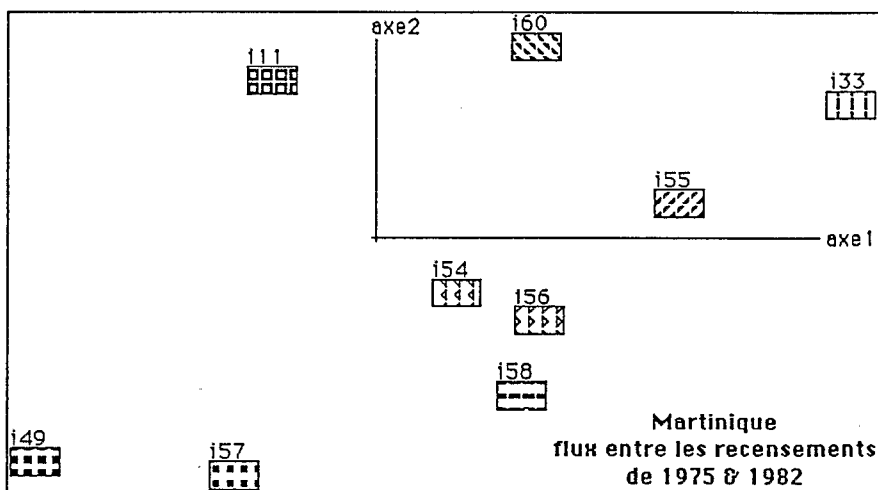 i60
axe2
i11
i33
i55
axe1
i54
i56
i58
i49
i57
Martinique
flux entre les recensements
de 1975 & 1982